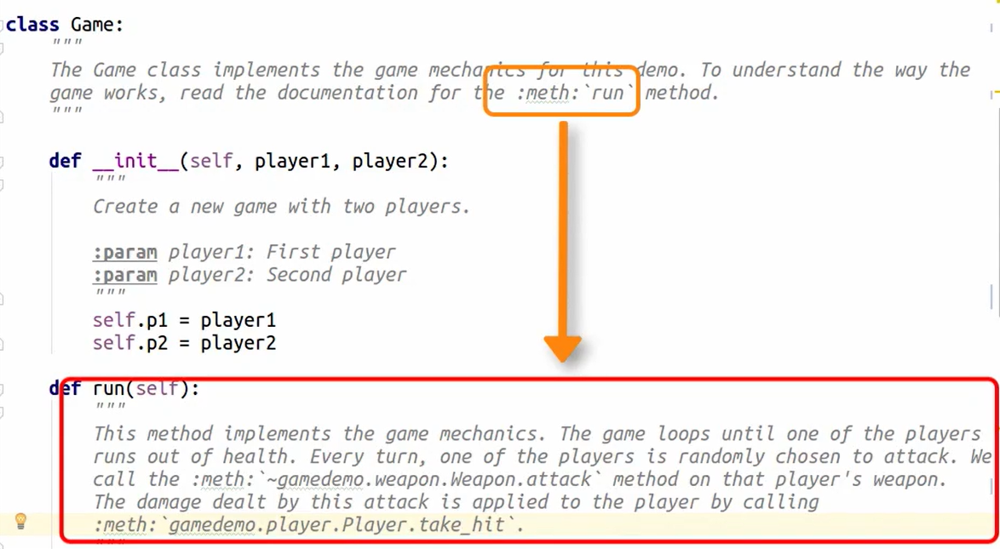 class Game:
"""
The Game class implements the game mechanics for this demo. To understand the way the
game works, read the documentation for the :meth:`run` method.
"""
def __init__(self, player1, player2):
"""
Create a new game with two players.
:param player1: First player
:param player2: Second player
"""
self.p1 = player1
self.p2 = player2
def run(self):
"""
This method implements the game mechanics. The game loops until one of the players
runs out of health. Every turn, one of the players is randomly chosen to attack. We
call the :meth:`~gamedemo.weapon.Weapon.attack` method on that player's weapon.
The damage dealt by this attack is applied to the player by calling
:meth:`gamedemo.player.Player.take_hit`.
"""